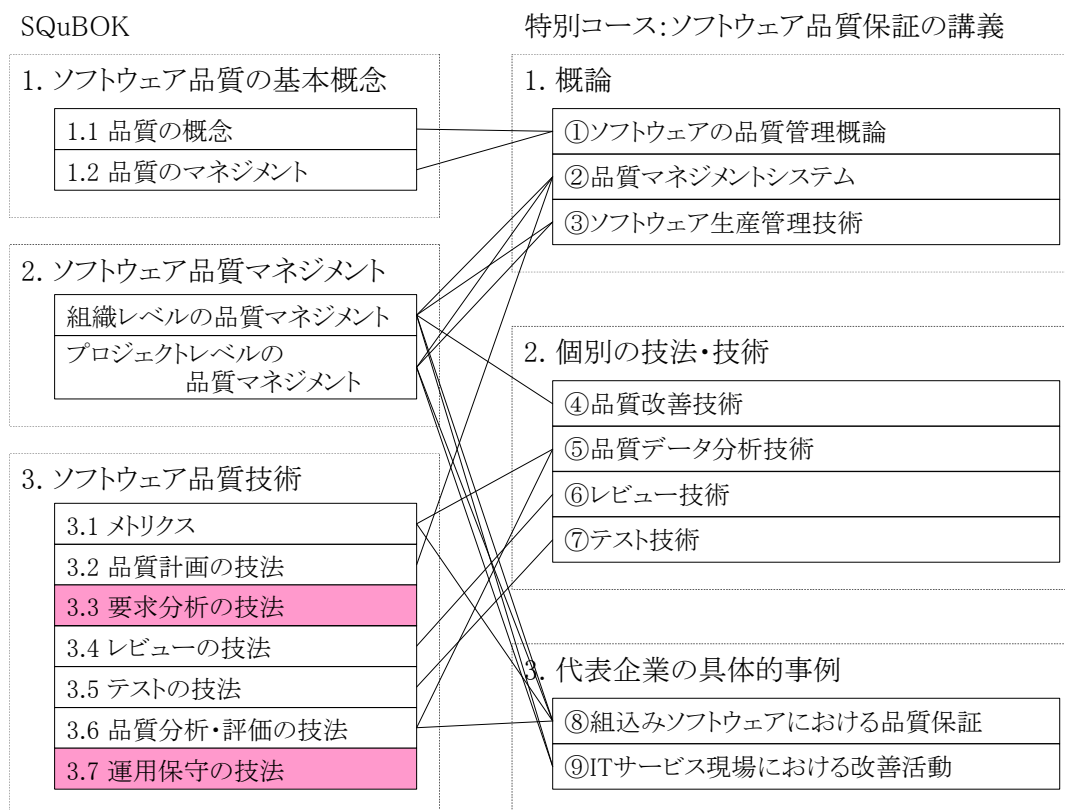 SQuBOK
1. ソフトウェア品質の基本概念
1.1 品質の概念
1.2 品質のマネジメント
2. ソフトウェア品質マネジメント
組織レベルの品質マネジメント
プロジェクトレベルの
品質マネジメント
3. ソフトウェア品質技術
3.1 メトリクス
3.2 品質計画の技法
3.3 要求分析の技法
3.4 レビューの技法
3.5 テストの技法
3.6 品質分析・評価の技法
3.7 運用保守の技法
特別コース:ソフトウェア品質保証の講義
1. 概論
①ソフトウェアの品質管理概論
②品質マネジメントシステム
③ソフトウェア生産管理技術
2. 個別の技法・技術
④品質改善技術
⑤品質データ分析技術
⑥レビュー技術
⑦テスト技術
3. 代表企業の具体的事例
⑧組込みソフトウェアにおける品質保証
⑨ITサービス現場における改善活動